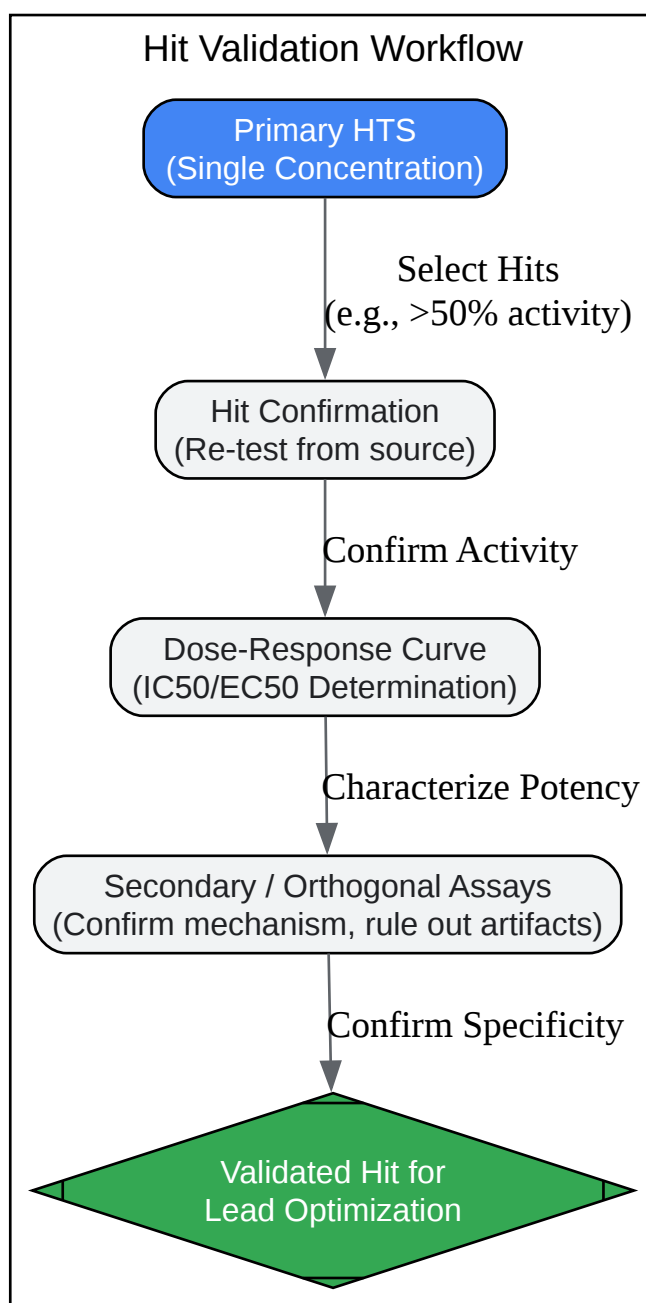 Hit Validation Workflow
Primary HTS
(Single Concentration)
Select Hits
(e.g., >50% activity)
Hit Confirmation
(Re-test from source)
Confirm Activity
Dose-Response Curve
(IC50/EC50 Determination)
Characterize Potency
Secondary / Orthogonal Assays
(Confirm mechanism, rule out artifacts)
Confirm Specificity
Validated Hit for
Lead Optimization